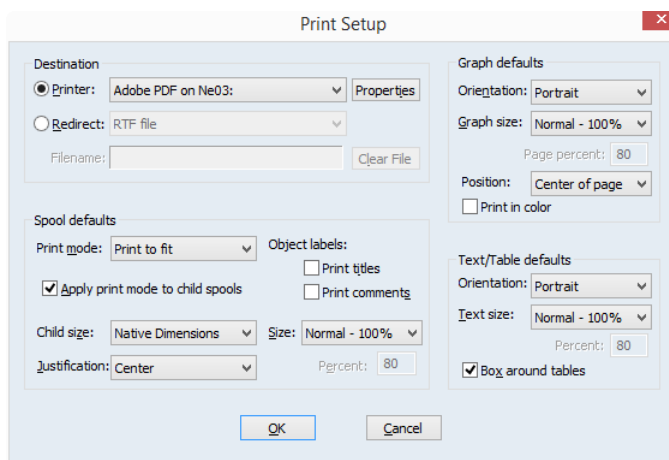 Print Setup
Destination
Printer: Adobe PDF on Ne03: Properties
Redirect: RTF file
Filename: Clear File
Spool defaults
Print mode: Print to fit
Apply print mode to child spools
Object labels:
Print titles
Print comments
Child size: Native Dimensions
Size: Normal - 100%
Justification: Center
Percent: 80
Graph defaults
Orientation: Portrait
Graph size: Normal - 100%
Page percent: 80
Position: Center of page
Print in color
Text/Table defaults
Orientation: Portrait
Text size: Normal - 100%
Percent: 80
Box around tables
OK Cancel